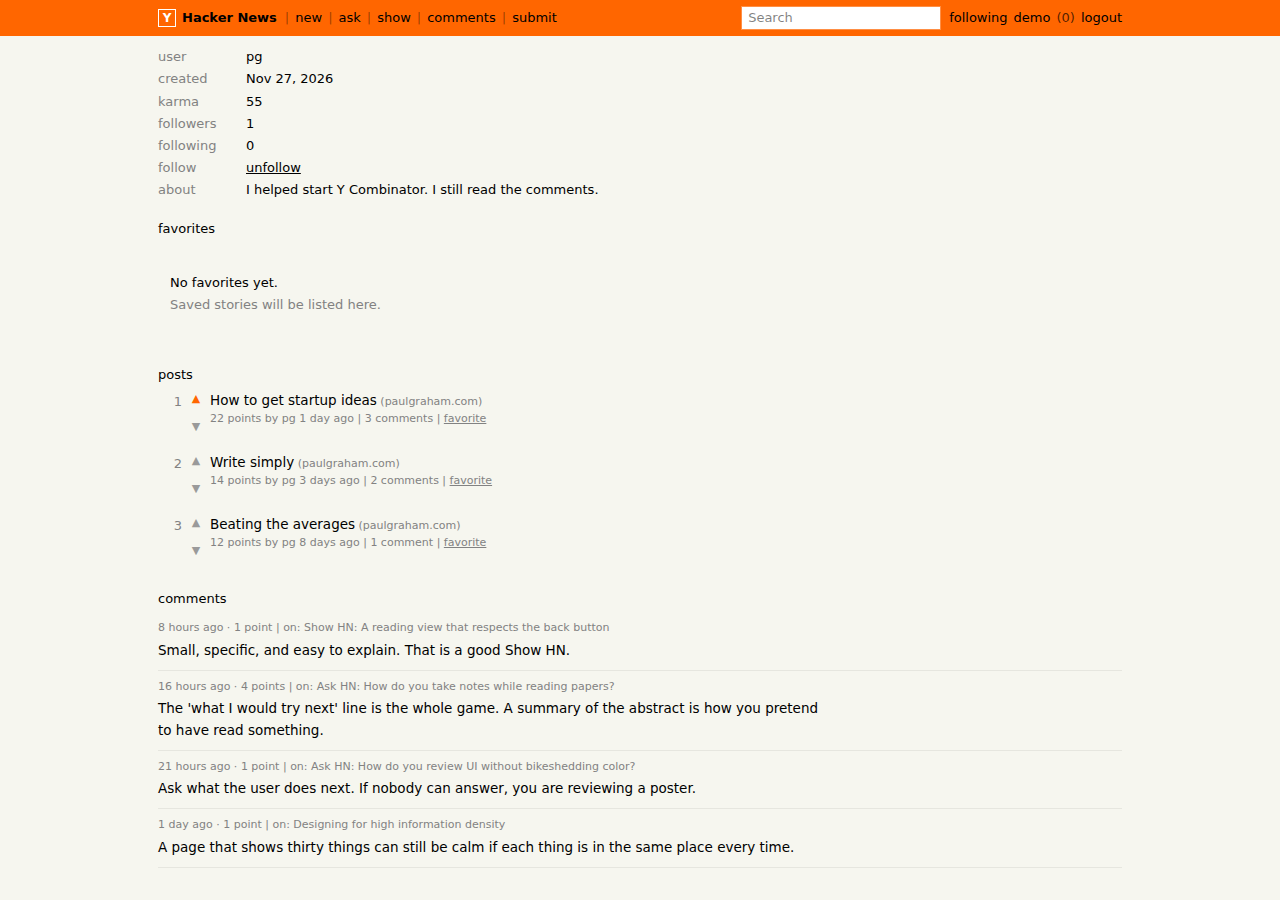 Y Hacker News | new | ask | show | comments | submit Search following demo (0) logout
user pg
created Nov 27, 2026
karma 55
followers 1
following 0
follow unfollow
about I helped start Y Combinator. I still read the comments.
favorites
No favorites yet.
Saved stories will be listed here.
posts
1 ▲ How to get startup ideas (paulgraham.com)
▼ 22 points by pg 1 day ago | 3 comments | favorite
2 ▲ Write simply (paulgraham.com)
▼ 14 points by pg 3 days ago | 2 comments | favorite
3 ▲ Beating the averages (paulgraham.com)
▼ 12 points by pg 8 days ago | 1 comment | favorite
comments
8 hours ago · 1 point | on: Show HN: A reading view that respects the back button
Small, specific, and easy to explain. That is a good Show HN.
16 hours ago · 4 points | on: Ask HN: How do you take notes while reading papers?
The 'what I would try next' line is the whole game. A summary of the abstract is how you pretend
to have read something.
21 hours ago · 1 point | on: Ask HN: How do you review UI without bikeshedding color?
Ask what the user does next. If nobody can answer, you are reviewing a poster.
1 day ago · 1 point | on: Designing for high information density
A page that shows thirty things can still be calm if each thing is in the same place every time.